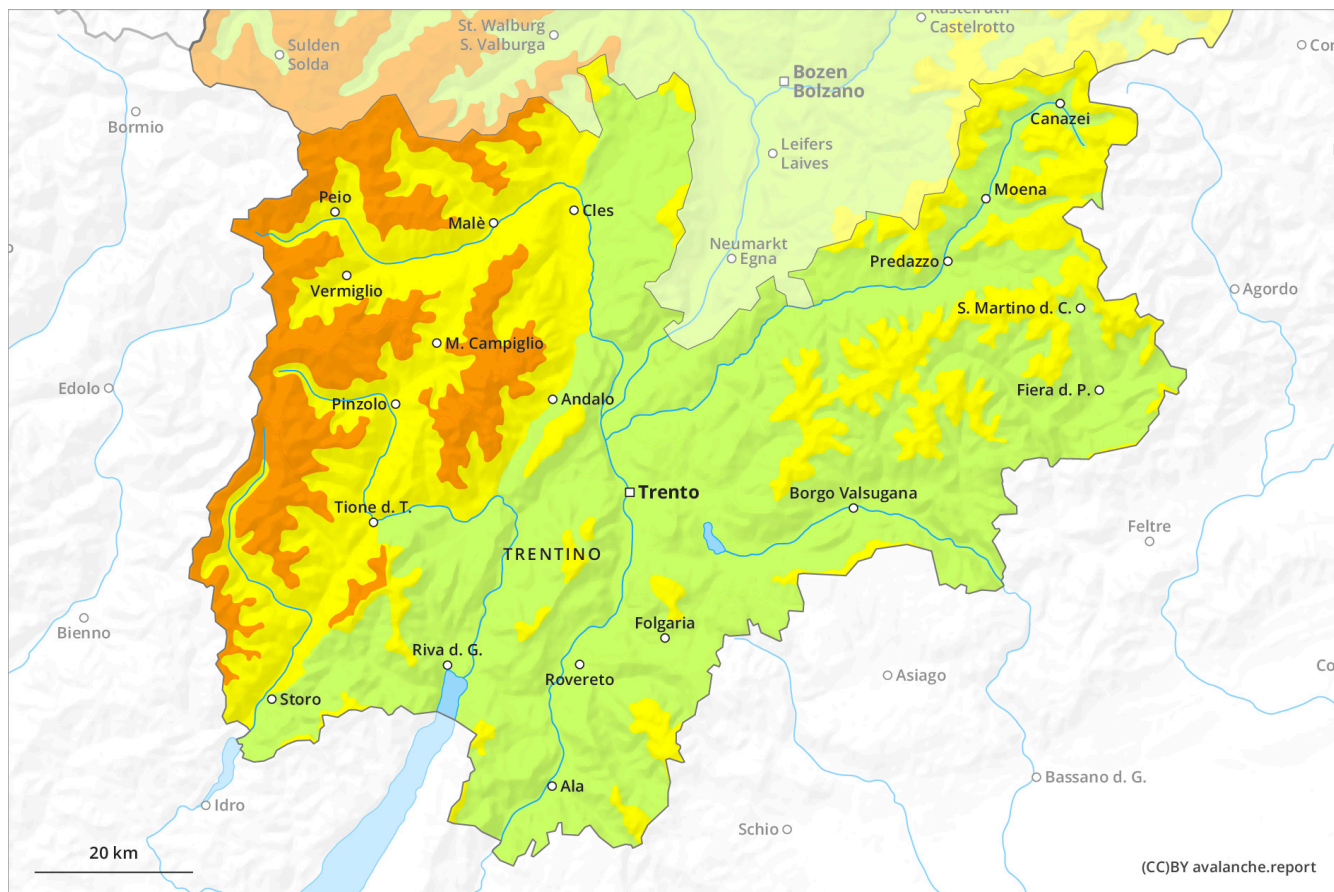 St. Walburg
S. Valburga
Kastelruth
Castelrotto
Sulden
Solda
Bozen
Bolzano
Bormio
Canazei
Leifers
Laives
Peio
Moena
Malè
Cles
Neumarkt
Egna
Predazzo
Vermiglio
Agordo
S. Martino d. C.
M. Campiglio
Edolo
Fiera d. P.
Pinzolo
Andalo
Trento
Borgo Valsugana
Tione d. T.
Feltre
TRENTINO
Bienno
Folgaria
Riva d. G.
Rovereto
Asiago
Storo
Bassano d. G.
Ala
Idro
Schio
20 km
(CC)BY avalanche.report